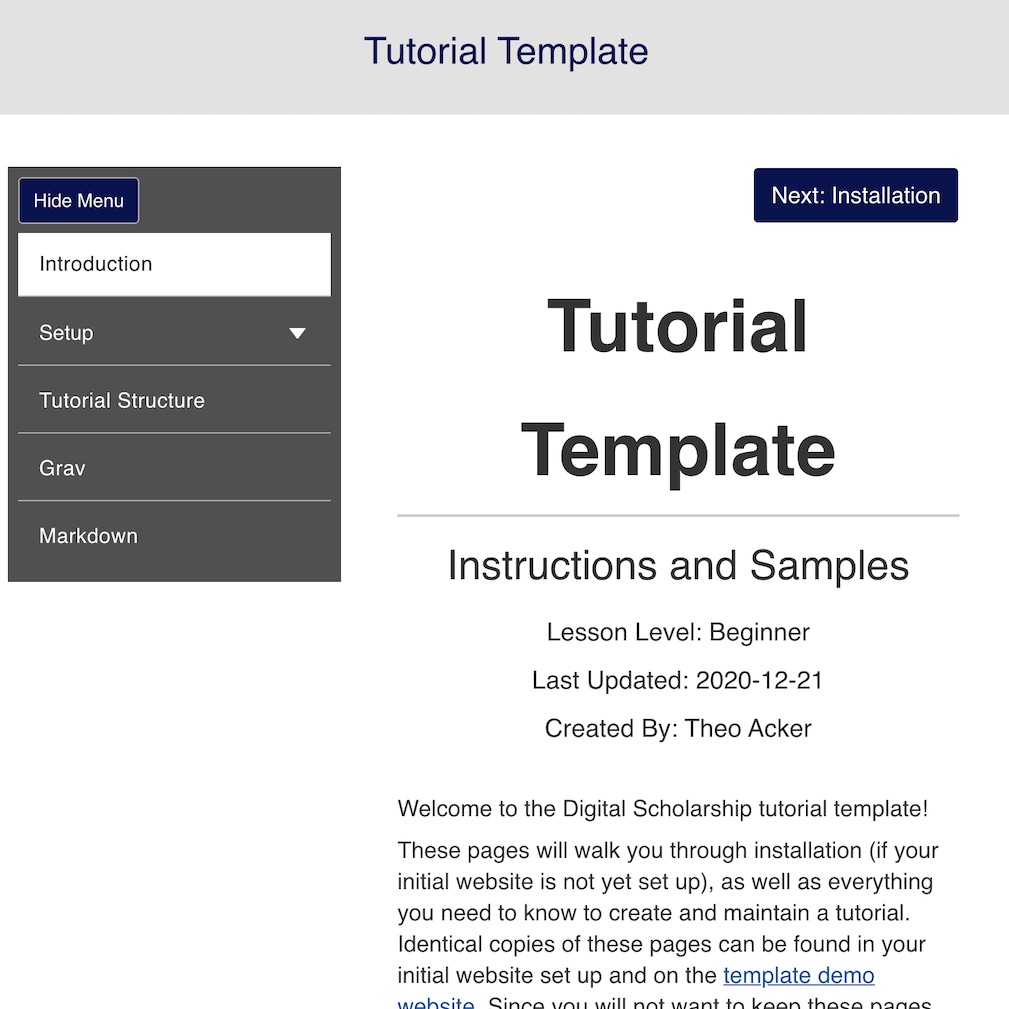 Tutorial Template
Hide Menu
Introduction
Setup
Tutorial Structure
Grav
Markdown
Next: Installation
Tutorial
Template
Instructions and Samples
Lesson Level: Beginner
Last Updated: 2020-12-21
Created By: Theo Acker
Welcome to the Digital Scholarship tutorial template!
These pages will walk you through installation (if your
initial website is not yet set up), as well as everything
you need to know to create and maintain a tutorial.
Identical copies of these pages can be found in your
initial website set up and on the template demo
website. Since you will not want to keep these pages